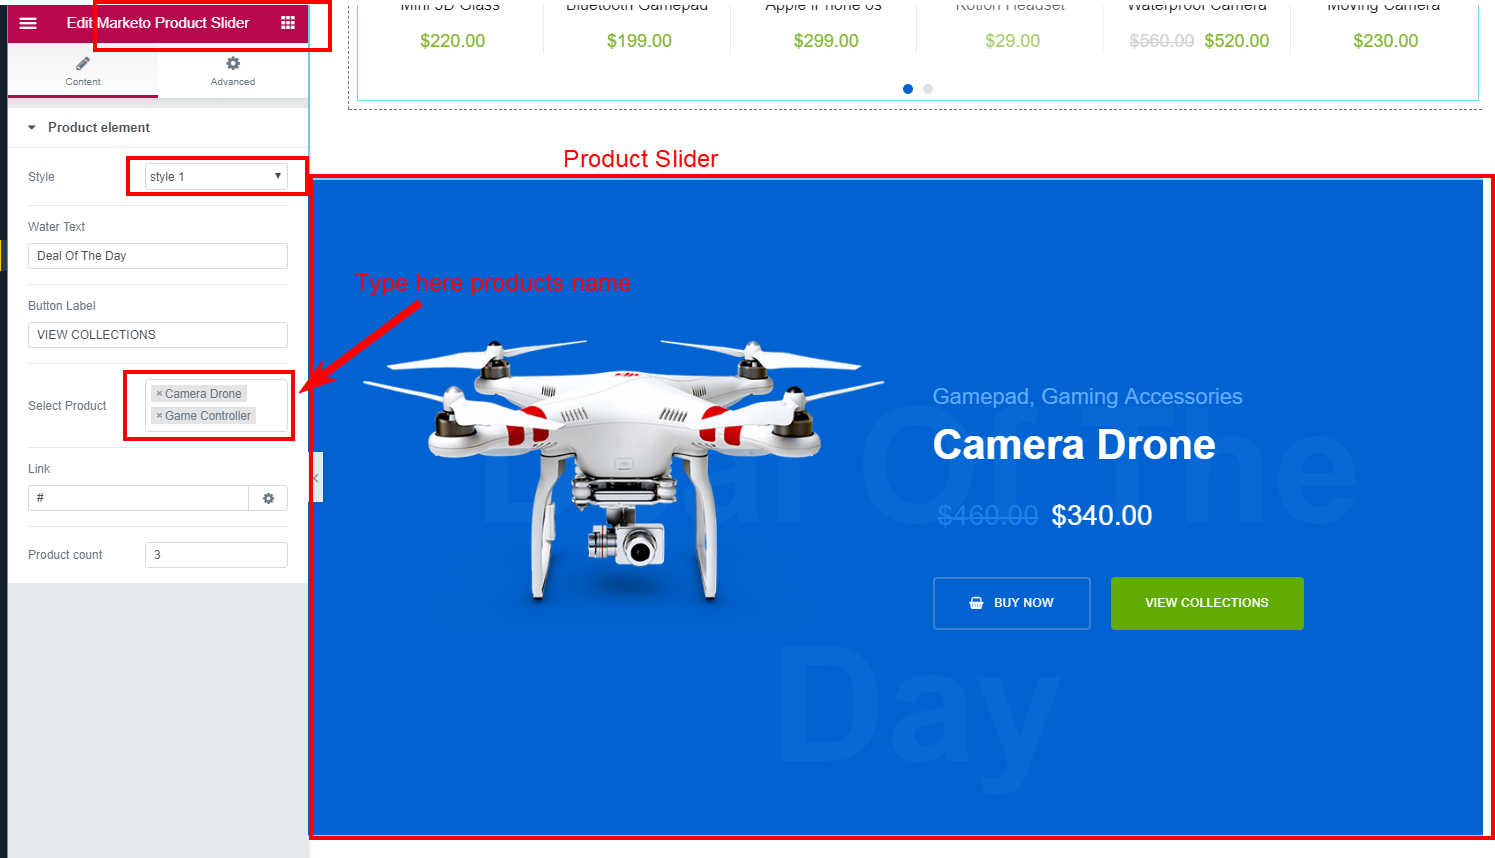 Edit Marketo Product Slider
Content
Advanced
Product element
Style
style 1
Water Text
Deal Of The Day
Button Label
VIEW COLLECTIONS
Select Product
× Camera Drone
× Game Controller
Link
#
Product count
3
Mini 3D Glass
Bluetooth Gamepad
Apple iPhone 6s
Kotion Headset
Waterproof Camera
Moving Camera
$220.00
$199.00
$299.00
$29.00
$560.00 $520.00
$230.00
Product Slider
Type here products name
Gamepad, Gaming Accessories
Camera Drone
$460.00 $340.00
BUY NOW
VIEW COLLECTIONS
Deal Of The
Day